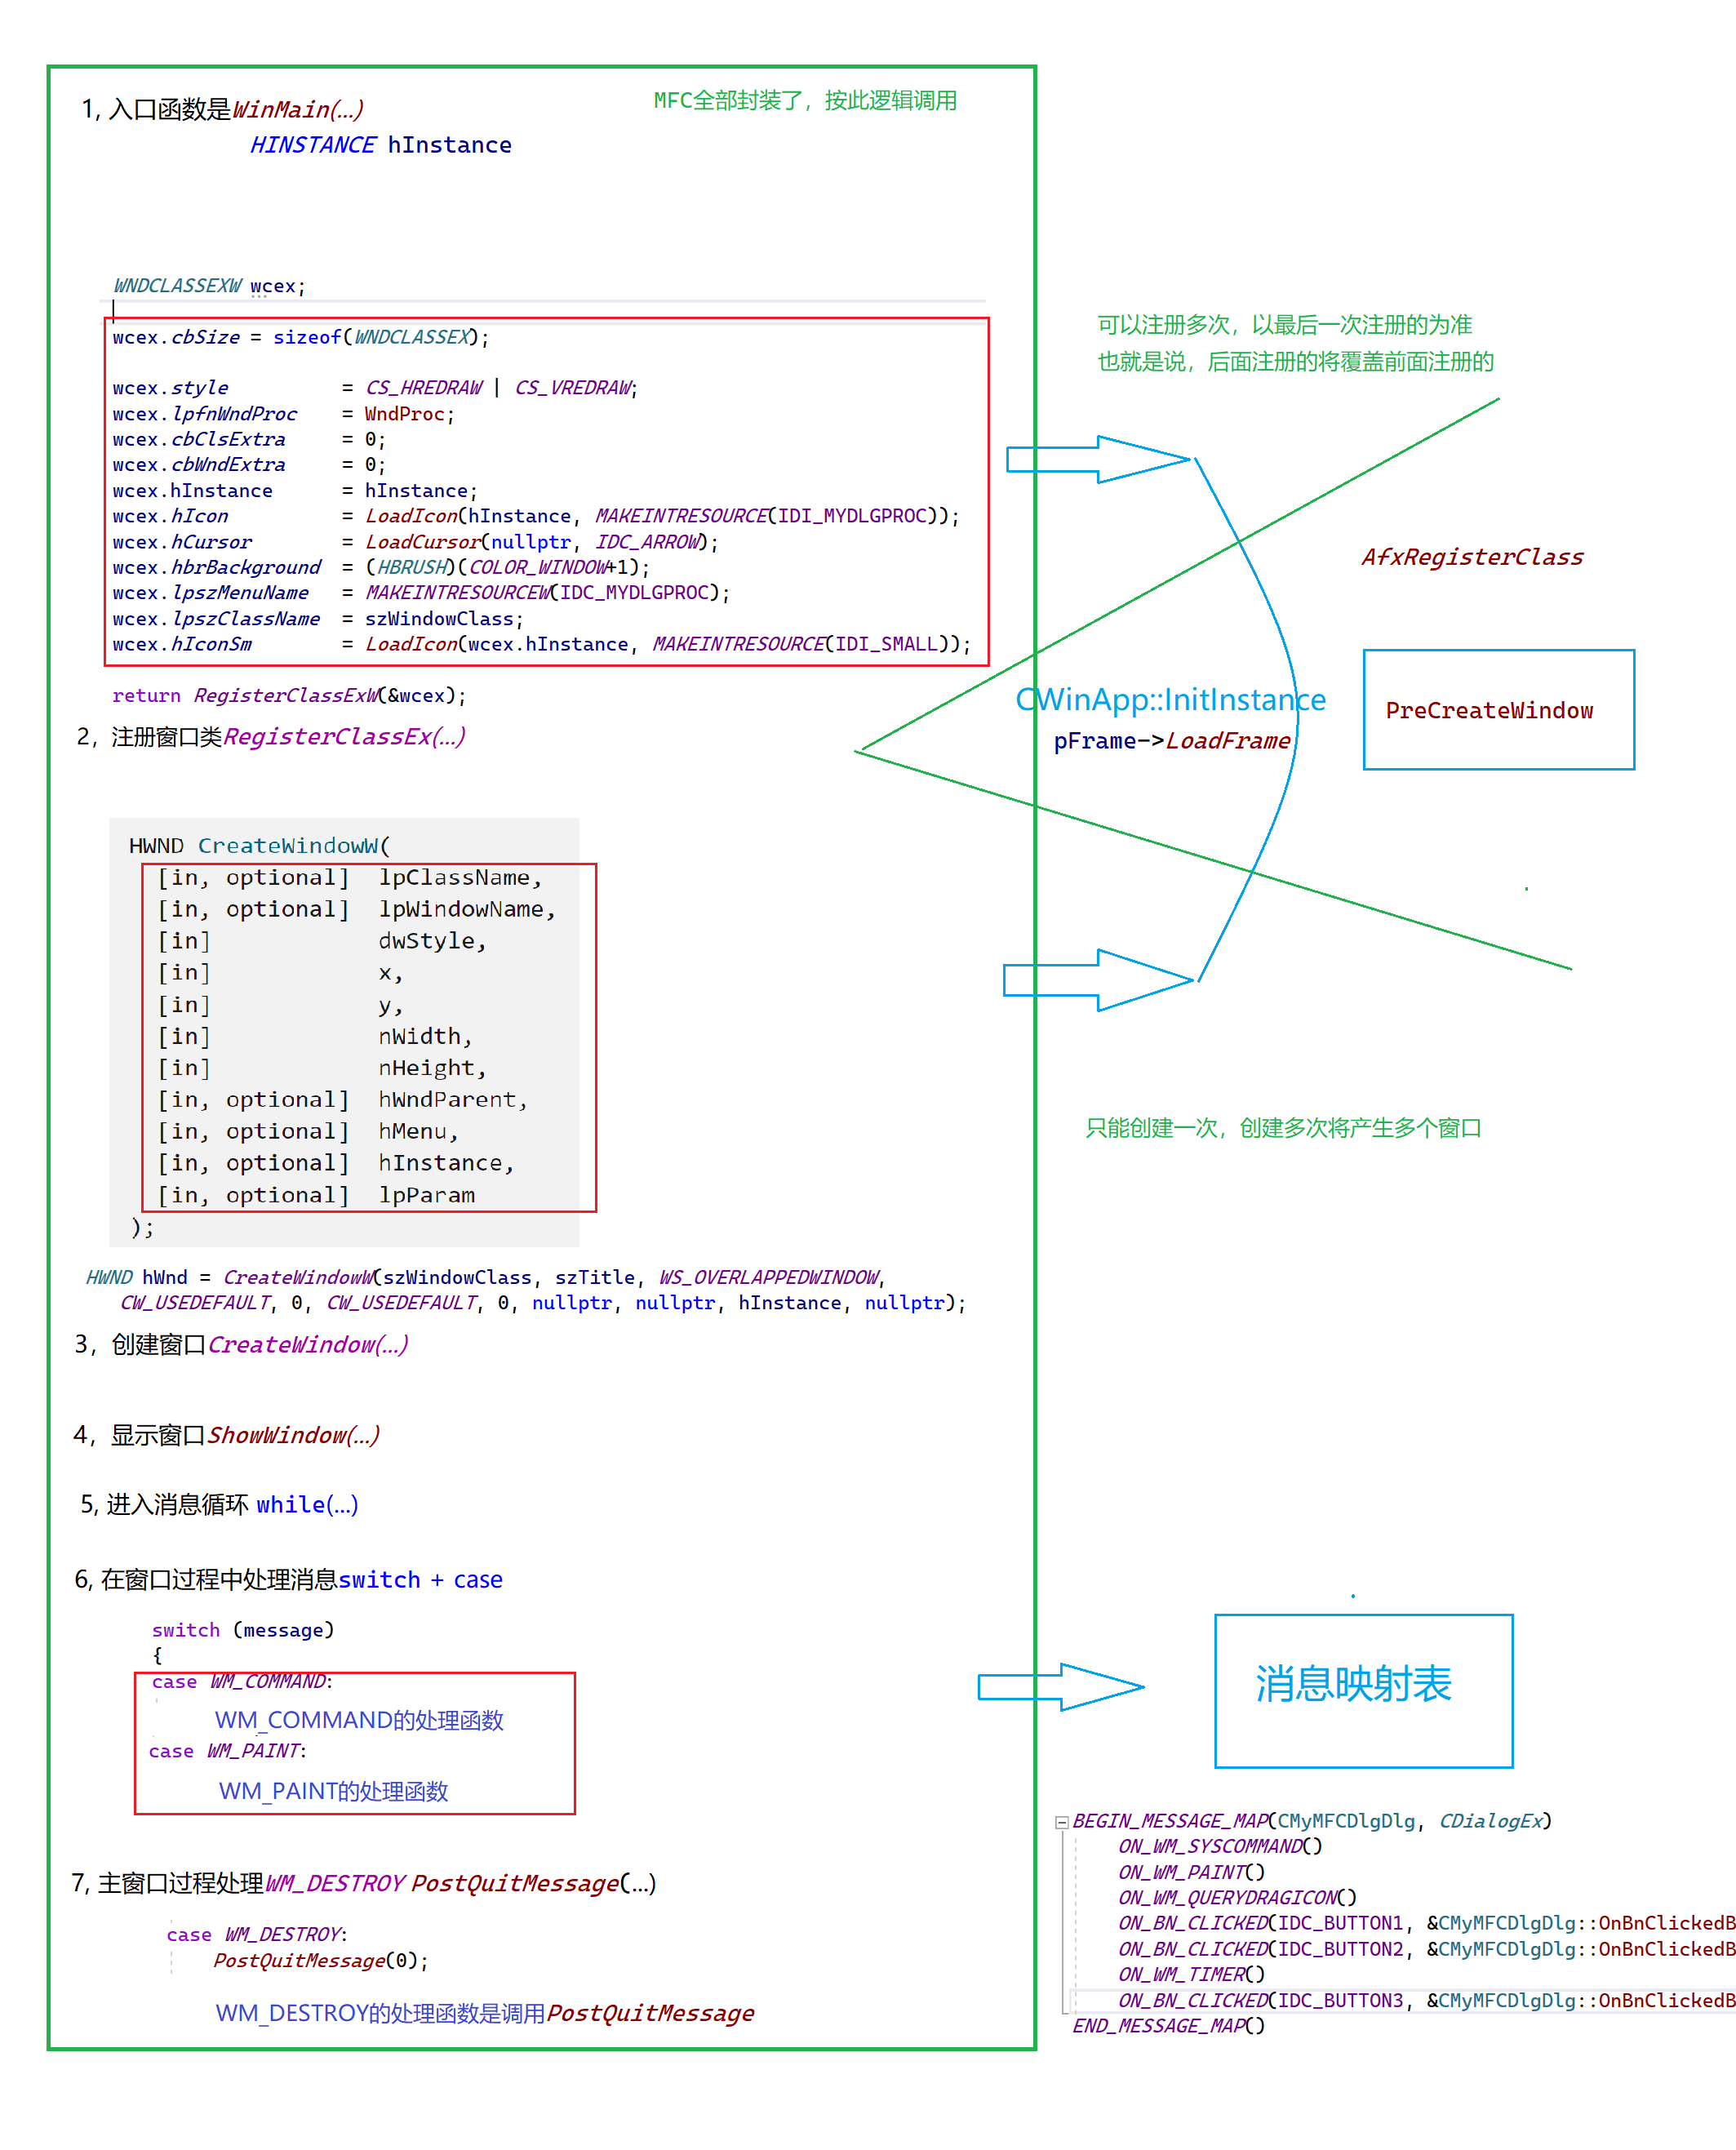 1, 入口函数是WinMain(...)
HINSTANCE hInstance
MFC全部封装了，按此逻辑调用
WNDCLASSEXW wcex;
wcex.cbSize = sizeof(WNDCLASSEX);
wcex.style = CS_HREDRAW | CS_VREDRAW;
wcex.lpfnWndProc = WndProc;
wcex.cbClsExtra = 0;
wcex.cbWndExtra = 0;
wcex.hInstance = hInstance;
wcex.hIcon = LoadIcon(hInstance, MAKEINTRESOURCE(IDI_MYDLGPROC));
wcex.hCursor = LoadCursor(nullptr, IDC_ARROW);
wcex.hbrBackground = (HBRUSH)(COLOR_WINDOW+1);
wcex.lpszMenuName = MAKEINTRESOURCEW(IDC_MYDLGPROC);
wcex.lpszClassName = szWindowClass;
wcex.hIconSm = LoadIcon(wcex.hInstance, MAKEINTRESOURCE(IDI_SMALL));
return RegisterClassExW(&wcex);
2，注册窗口类RegisterClassEx(...)
可以注册多次，以最后一次注册的为准
也就是说，后面注册的将覆盖前面注册的
AfxRegisterClass
CWinApp::InitInstance
pFrame->LoadFrame
PreCreateWindow
HWND CreateWindowW(
[in, optional] lpClassName,
[in, optional] lpWindowName,
[in] dwStyle,
[in] x,
[in] y,
[in] nWidth,
[in] nHeight,
[in, optional] hWndParent,
[in, optional] hMenu,
[in, optional] hInstance,
[in, optional] lpParam
);
只能创建一次，创建多次将产生多个窗口
HWND hWnd = CreateWindowW(szWindowClass, szTitle, WS_OVERLAPPEDWINDOW,
CW_USEDEFAULT, 0, CW_USEDEFAULT, 0, nullptr, nullptr, hInstance, nullptr);
3，创建窗口CreateWindow(...)
4，显示窗口ShowWindow(...)
5, 进入消息循环 while(...)
6, 在窗口过程中处理消息switch + case
switch (message)
{
case WM_COMMAND:
WM_COMMAND的处理函数
case WM_PAINT:
WM_PAINT的处理函数
消息映射表
7, 主窗口过程处理WM_DESTROY PostQuitMessage(...)
case WM_DESTROY:
PostQuitMessage(0);
WM_DESTROY的处理函数是调用PostQuitMessage
BEGIN_MESSAGE_MAP(CMyMFCDlgDlg, CDialogEx)
ON_WM_SYSCOMMAND()
ON_WM_PAINT()
ON_WM_QUERYDRAGICON()
ON_BN_CLICKED(IDC_BUTTON1, &CMyMFCDlgDlg::OnBnClickedB
ON_BN_CLICKED(IDC_BUTTON2, &CMyMFCDlgDlg::OnBnClickedB
ON_WM_TIMER()
ON_BN_CLICKED(IDC_BUTTON3, &CMyMFCDlgDlg::OnBnClickedB
END_MESSAGE_MAP()